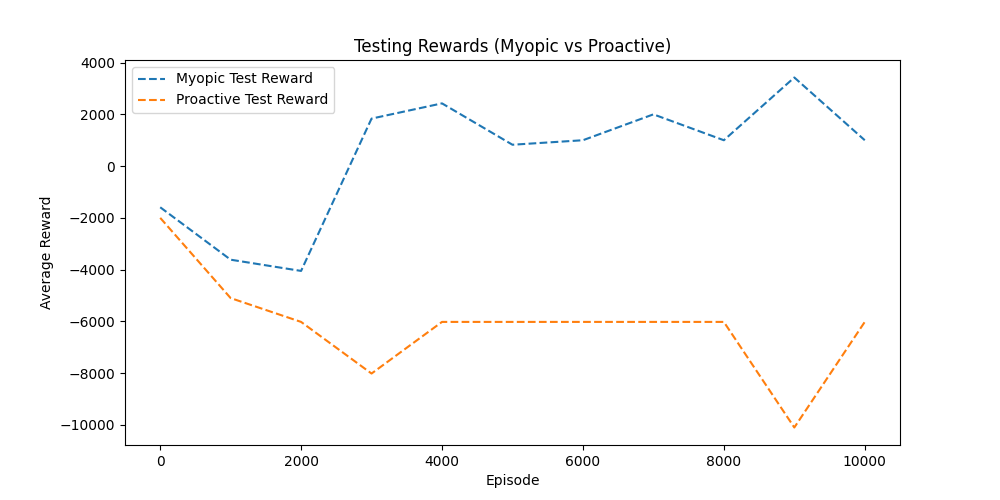 Testing Rewards (Myopic vs Proactive)
Myopic Test Reward
Proactive Test Reward
4000
2000
0
−2000
−4000
−6000
−8000
−10000
Average Reward
0 2000 4000 6000 8000 10000
Episode